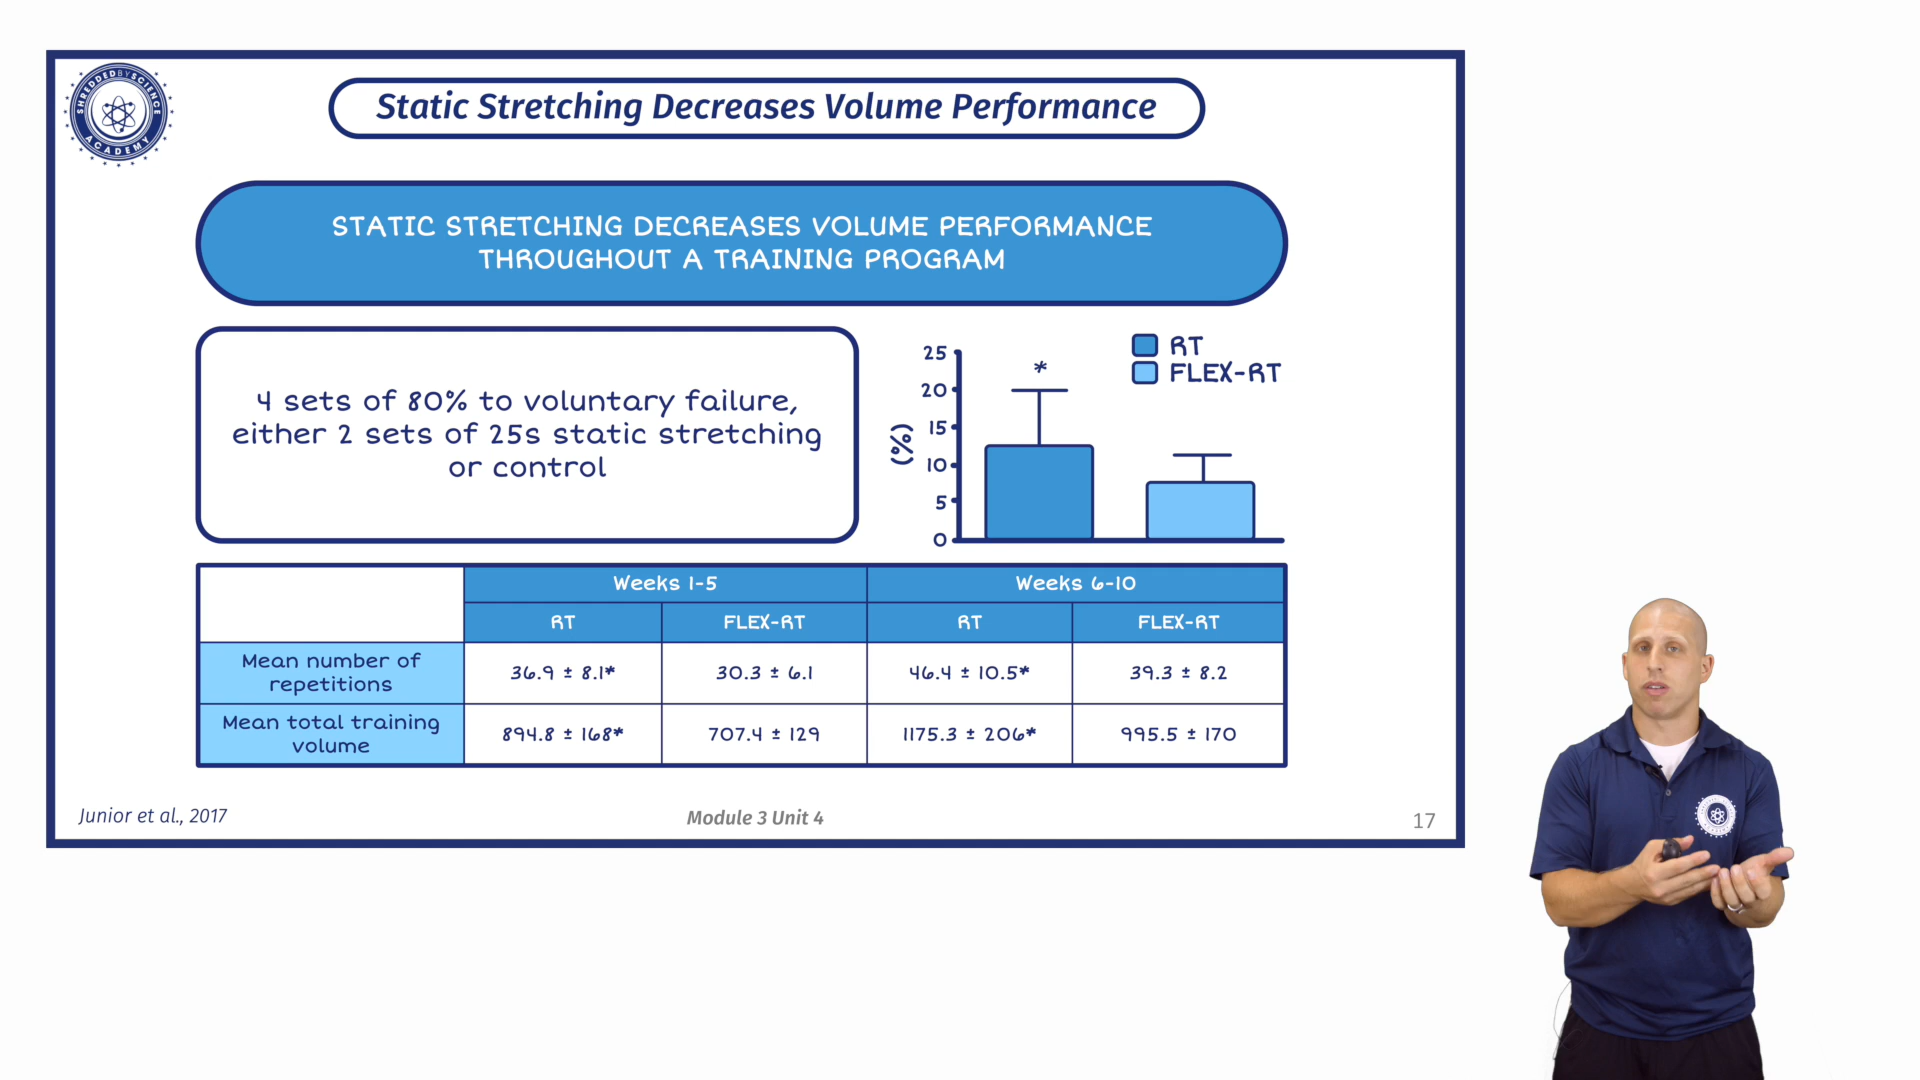 SHREDDEDBYSCIENCE
ACADEMY
Static Stretching Decreases Volume Performance
STATIC STRETCHING DECREASES VOLUME PERFORMANCE
THROUGHOUT A TRAINING PROGRAM
4 sets of 80% to voluntary failure,
either 2 sets of 25s static stretching
or control
RT
FLEX-RT
(%)
25
20
15
10
5
0
*
Weeks 1-5 Weeks 6-10
RT FLEX-RT RT FLEX-RT
Mean number of
repetitions
36.9 ± 8.1* 30.3 ± 6.1 46.4 ± 10.5* 39.3 ± 8.2
Mean total training
volume
894.8 ± 168* 707.4 ± 129 1175.3 ± 206* 995.5 ± 170
Junior et al., 2017
Module 3 Unit 4
17